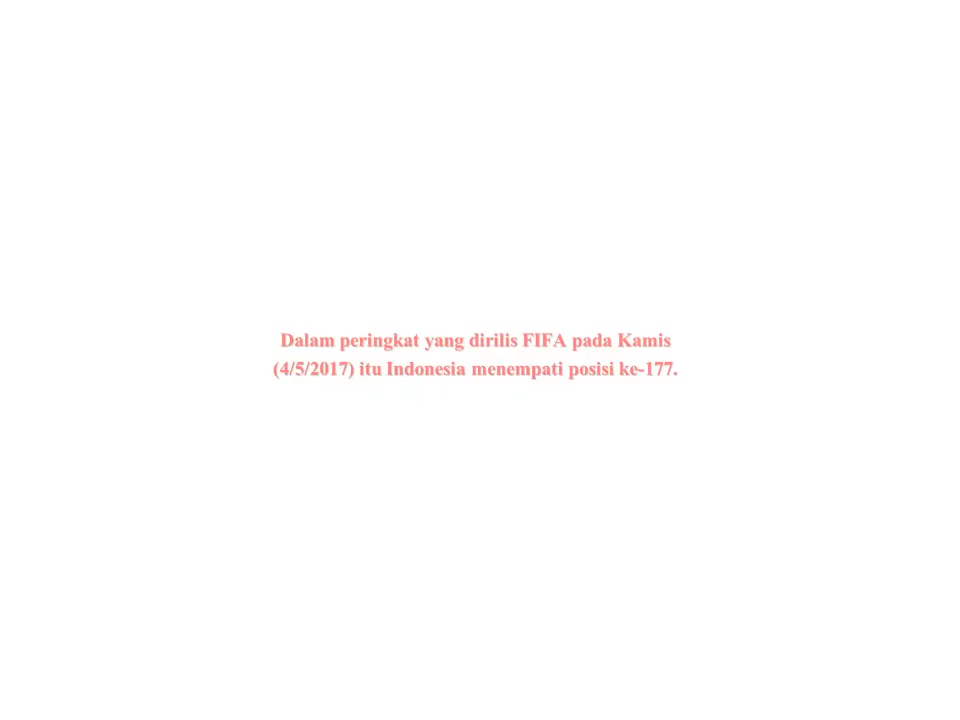 Dalam peringkat yang dirilis FIFA pada Kamis
(4/5/2017) itu Indonesia menempati posisi ke-177.